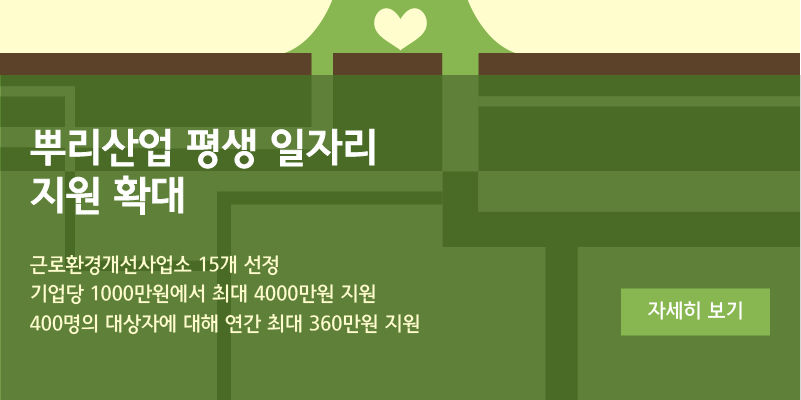 뿌리산업 평생 일자리
지원 확대
근로환경개선사업소 15개 선정
기업당 1000만원에서 최대 4000만원 지원
400명의 대상자에 대해 연간 최대 360만원 지원
자세히 보기